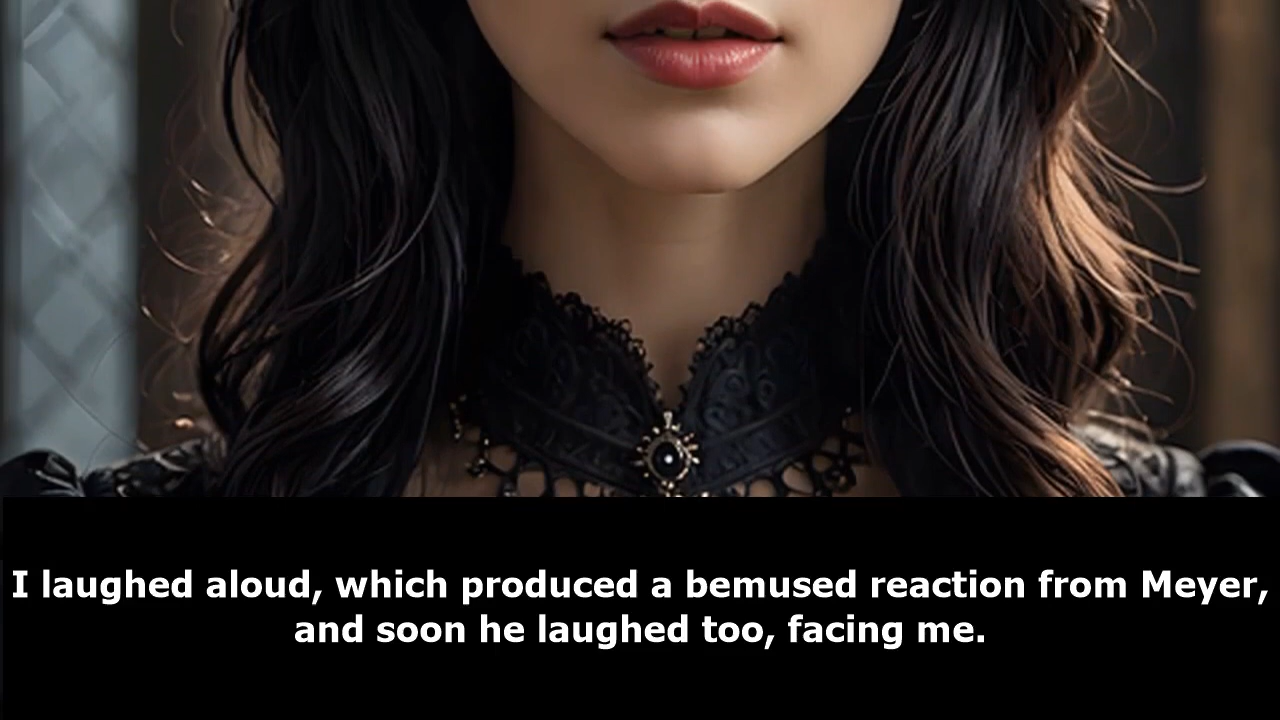 I laughed aloud, which produced a bemused reaction from Meyer,
and soon he laughed too, facing me.